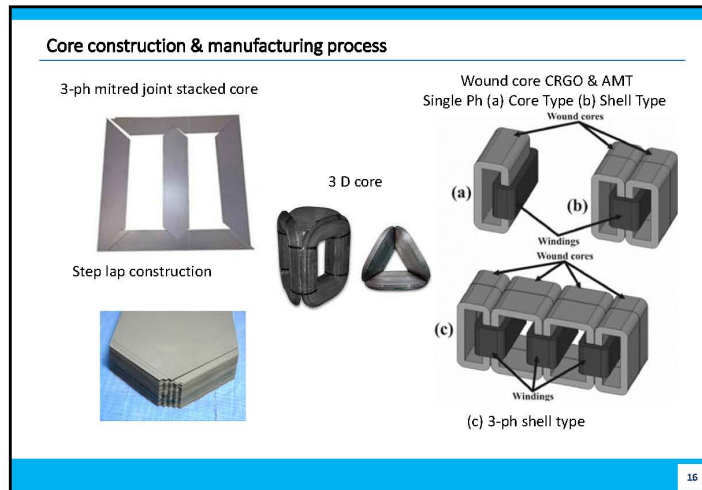 Core construction & manufacturing process
3-ph mitred joint stacked core
Step lap construction
3 D core
Wound core CRGO & AMT
Single Ph (a) Core Type (b) Shell Type
Wound cores
(a)
(b)
Windings
Wound cores
(c)
Windings
(c) 3-ph shell type
16